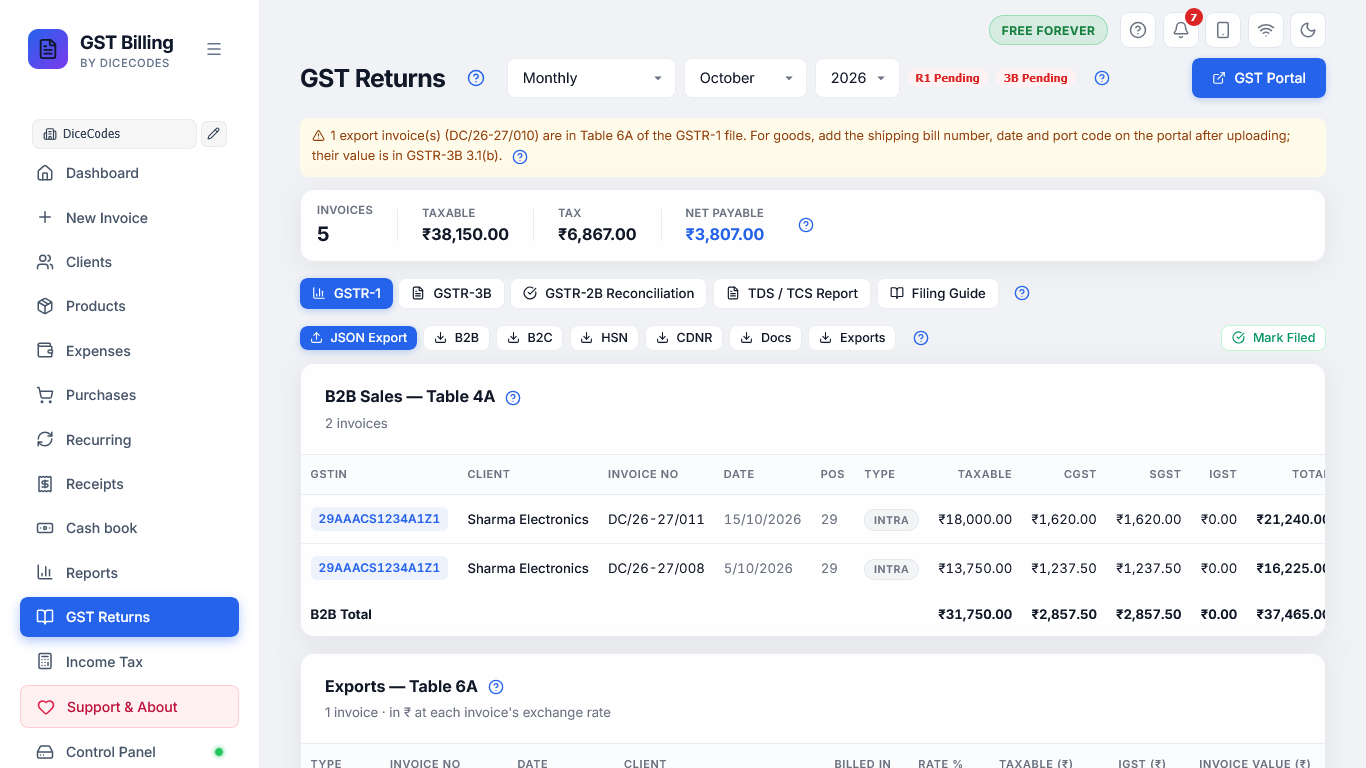 GST Billing
BY DICECODES
DiceCodes
Dashboard
New Invoice
Clients
Products
Expenses
Purchases
Recurring
Receipts
Cash book
Reports
GST Returns
Income Tax
Support & About
Control Panel
FREE FOREVER
7
GST Returns
Monthly
October
2026
R1 Pending
3B Pending
GST Portal
1 export invoice(s) (DC/26-27/010) are in Table 6A of the GSTR-1 file. For goods, add the shipping bill number, date and port code on the portal after uploading;
their value is in GSTR-3B 3.1(b).
INVOICES TAXABLE TAX NET PAYABLE
5 ₹38,150.00 ₹6,867.00 ₹3,807.00
GSTR-1 GSTR-3B GSTR-2B Reconciliation TDS / TCS Report Filing Guide
JSON Export B2B B2C HSN CDNR Docs Exports Mark Filed
B2B Sales — Table 4A
2 invoices
GSTIN CLIENT INVOICE NO DATE POS TYPE TAXABLE CGST SGST IGST TOTAL
29AAACS1234A1Z1 Sharma Electronics DC/26-27/011 15/10/2026 29 INTRA ₹18,000.00 ₹1,620.00 ₹1,620.00 ₹0.00 ₹21,240.00
29AAACS1234A1Z1 Sharma Electronics DC/26-27/008 5/10/2026 29 INTRA ₹13,750.00 ₹1,237.50 ₹1,237.50 ₹0.00 ₹16,225.00
B2B Total ₹31,750.00 ₹2,857.50 ₹2,857.50 ₹0.00 ₹37,465.00
Exports — Table 6A
1 invoice · in ₹ at each invoice's exchange rate
TYPE INVOICE NO DATE CLIENT BILLED IN RATE % TAXABLE (₹) IGST (₹) INVOICE VALUE (₹)